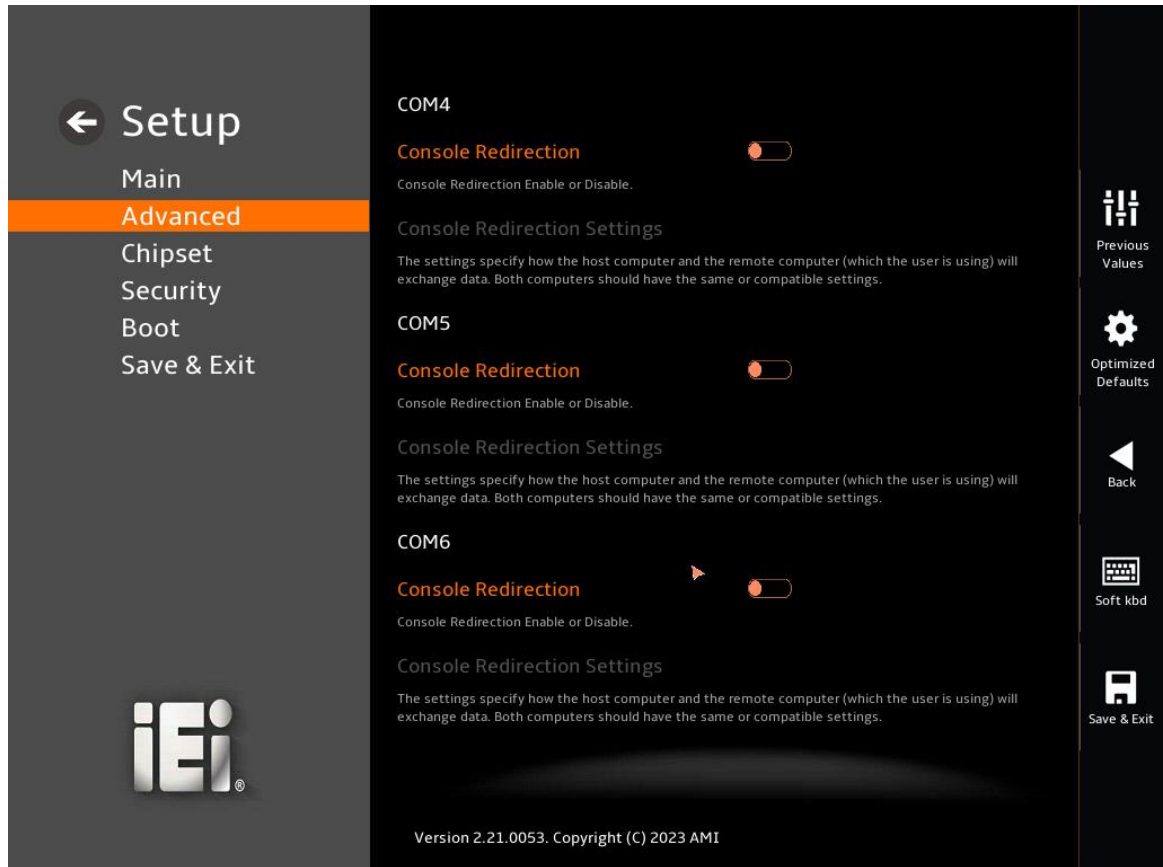 Setup
Main
Advanced
Chipset
Security
Boot
Save & Exit
iEi®
COM4
Console Redirection
Console Redirection Enable or Disable.
Console Redirection Settings
The settings specify how the host computer and the remote computer (which the user is using) will
exchange data. Both computers should have the same or compatible settings.
COM5
Console Redirection
Console Redirection Enable or Disable.
Console Redirection Settings
The settings specify how the host computer and the remote computer (which the user is using) will
exchange data. Both computers should have the same or compatible settings.
COM6
Console Redirection
Console Redirection Enable or Disable.
Console Redirection Settings
The settings specify how the host computer and the remote computer (which the user is using) will
exchange data. Both computers should have the same or compatible settings.
Version 2.21.0053. Copyright (C) 2023 AMI
Previous
Values
Optimized
Defaults
Back
Soft kbd
Save & Exit